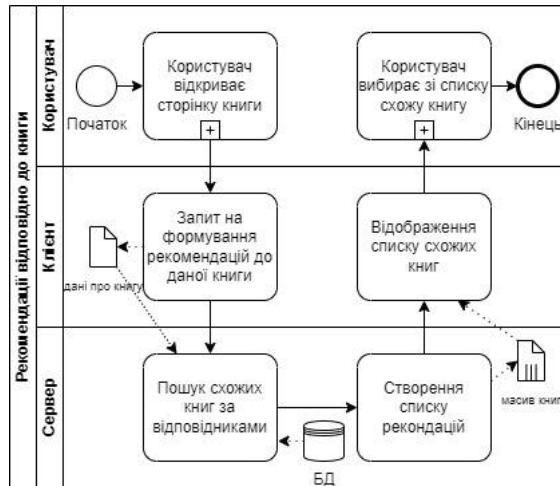 Рекомендації відповідно до книги
Користувач
Початок
Користувач
відкриває
сторінку книги
Користувач
вибирає зі списку
схожу книгу
Кінець
Клієнт
дані про книгу
Запит на
формування
рекомендацій до
даної книги
Відображення
списку схожих
книг
Сервер
Пошук схожих
книг за
відповідниками
БД
Створення
списку
рекондацій
масив книг